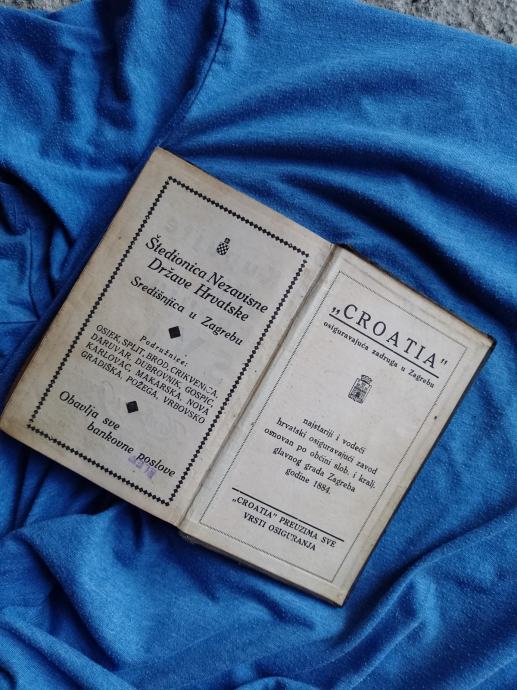 Štedionica Nezavisne
Države Hrvatske
Središnjica u Zagrebu
Podružnice:
OSIJEK, SPLIT, BROD, CRIKVENICA,
DARUVAR, DUBROVNIK, GOSPIĆ,
KARLOVAC, MAKARSKA, NOVA
GRADIŠKA, POŽEGA, VRBOVSKO
Obavlja sve
bankovne poslove
„CROATIA"
osiguravajuća zadruga u Zagrebu
najstariji i vodeći
hrvatski osiguravajući zavod
osnovan po općini slob. i kralj.
glavnog grada Zagreba
godine 1884.
„CROATIA" PREUZIMA SVE
VRSTI OSIGURANJA